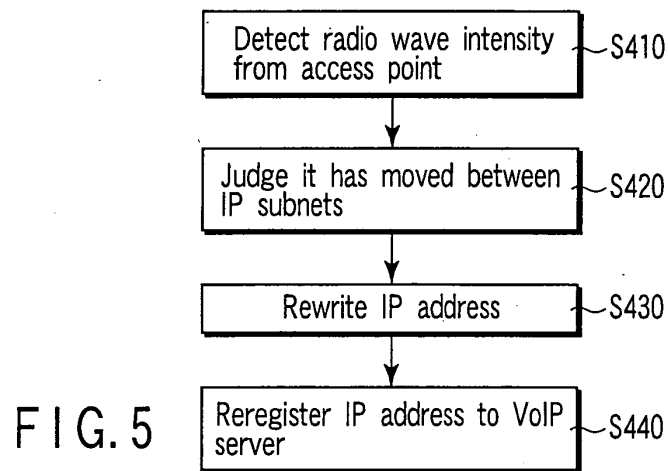 Detect radio wave intensity
from access point
S410
Judge it has moved between
IP subnets
S420
Rewrite IP address
S430
Reregister IP address to VoIP
server
S440
FIG. 5